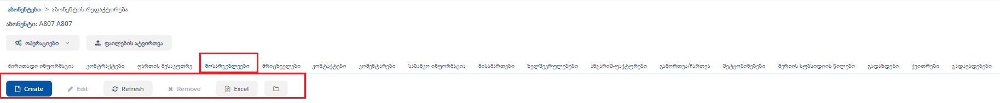 აბონენტები > აბონენტის რედაქტირება
აბონენტი: A807 A807
ოპერაციები ფაილების ატვირთვა
ძირითადი ინფორმაცია კონტრაქტები ფართის მესაკუთრე მოსარგებლეები მრიცხველები კონტაქტები კომენტარები საბანკო ინფორმაცია მისამართები ხელშეკრულებები ანგარიშ-ფაქტურები გამორთვა/ჩართვა შეტყობინებები მერიის სუბსიდიის წილები გადახდები ქვითრები გადავადებები
Create Edit Refresh Remove Excel